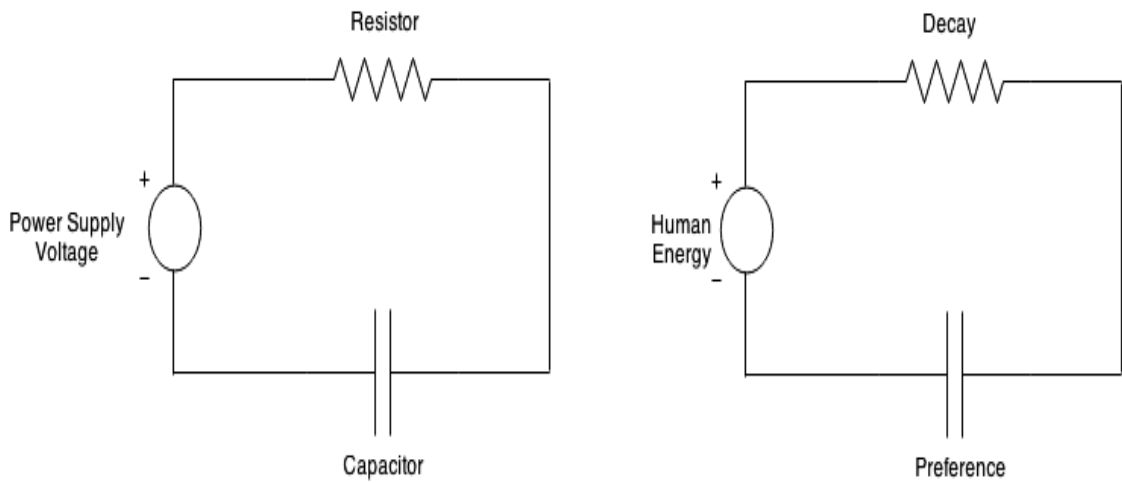 Resistor
+
Power Supply
Voltage
−
Capacitor
Decay
+
Human
Energy
−
Preference